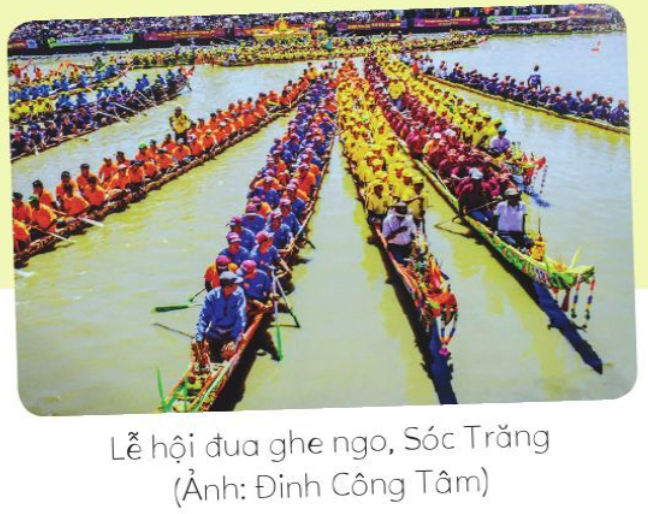 Lễ hội đua ghe ngo, Sóc Trăng
(Ảnh: Đinh Công Tâm)